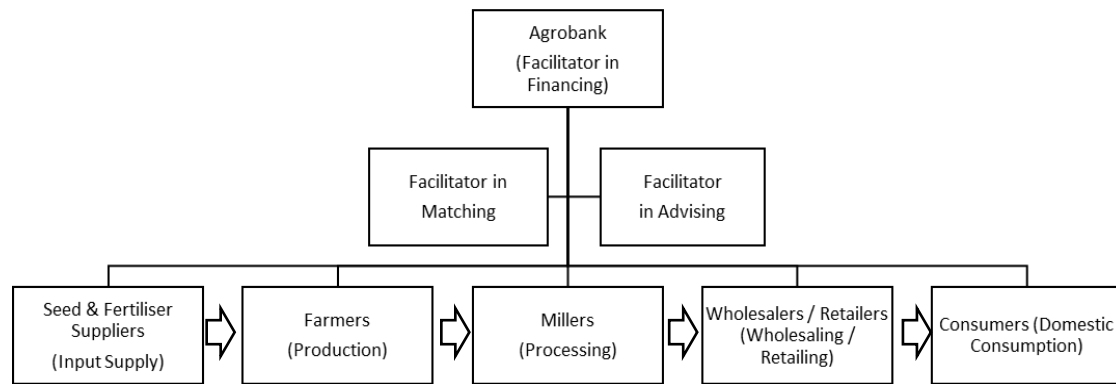 Agrobank
(Facilitator in
Financing)
Facilitator in
Matching
Facilitator
in Advising
Seed & Fertiliser
Suppliers
(Input Supply)
Farmers
(Production)
Millers
(Processing)
Wholesalers / Retailers
(Wholesaling /
Retailing)
Consumers (Domestic
Consumption)